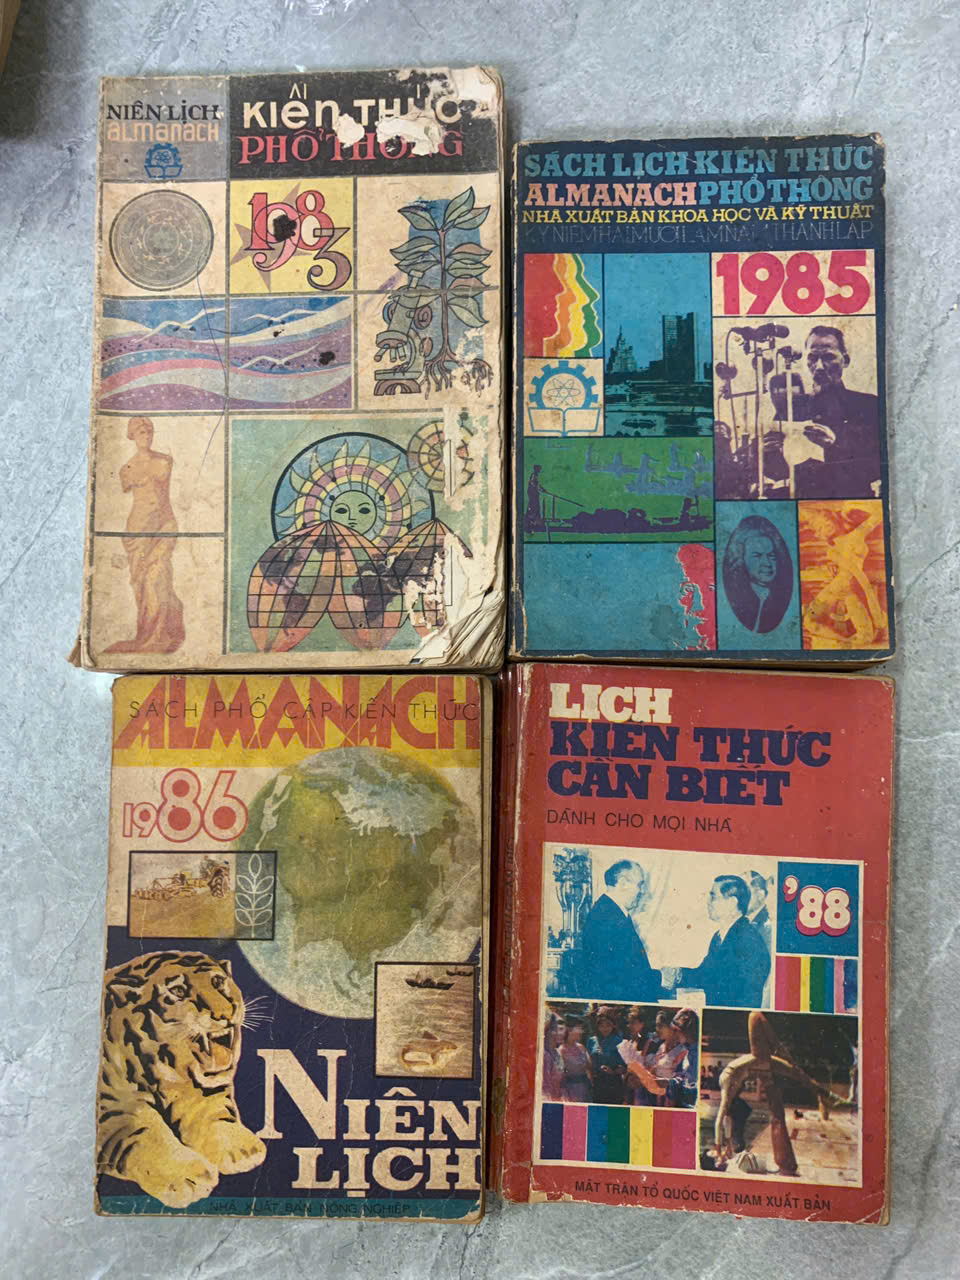 NIÊN LỊCH
almanach
KIẾN THỨC
PHỔ THÔNG
1983
SÁCH LỊCH KIẾN THỨC
ALMANACH PHỔ THÔNG
NHÀ XUẤT BẢN KHOA HỌC VÀ KỸ THUẬT
KỶ NIỆM HAI MƯƠI LĂM NĂM THÀNH LẬP
1985
ALMANACH
SÁCH PHỔ CẬP KIẾN THỨC
1986
NIÊN
LỊCH
NHÀ XUẤT BẢN NÔNG NGHIỆP
LỊCH
KIẾN THỨC
CẦN BIẾT
DÀNH CHO MỌI NHÀ
'88
MẶT TRẬN TỔ QUỐC VIỆT NAM XUẤT BẢN